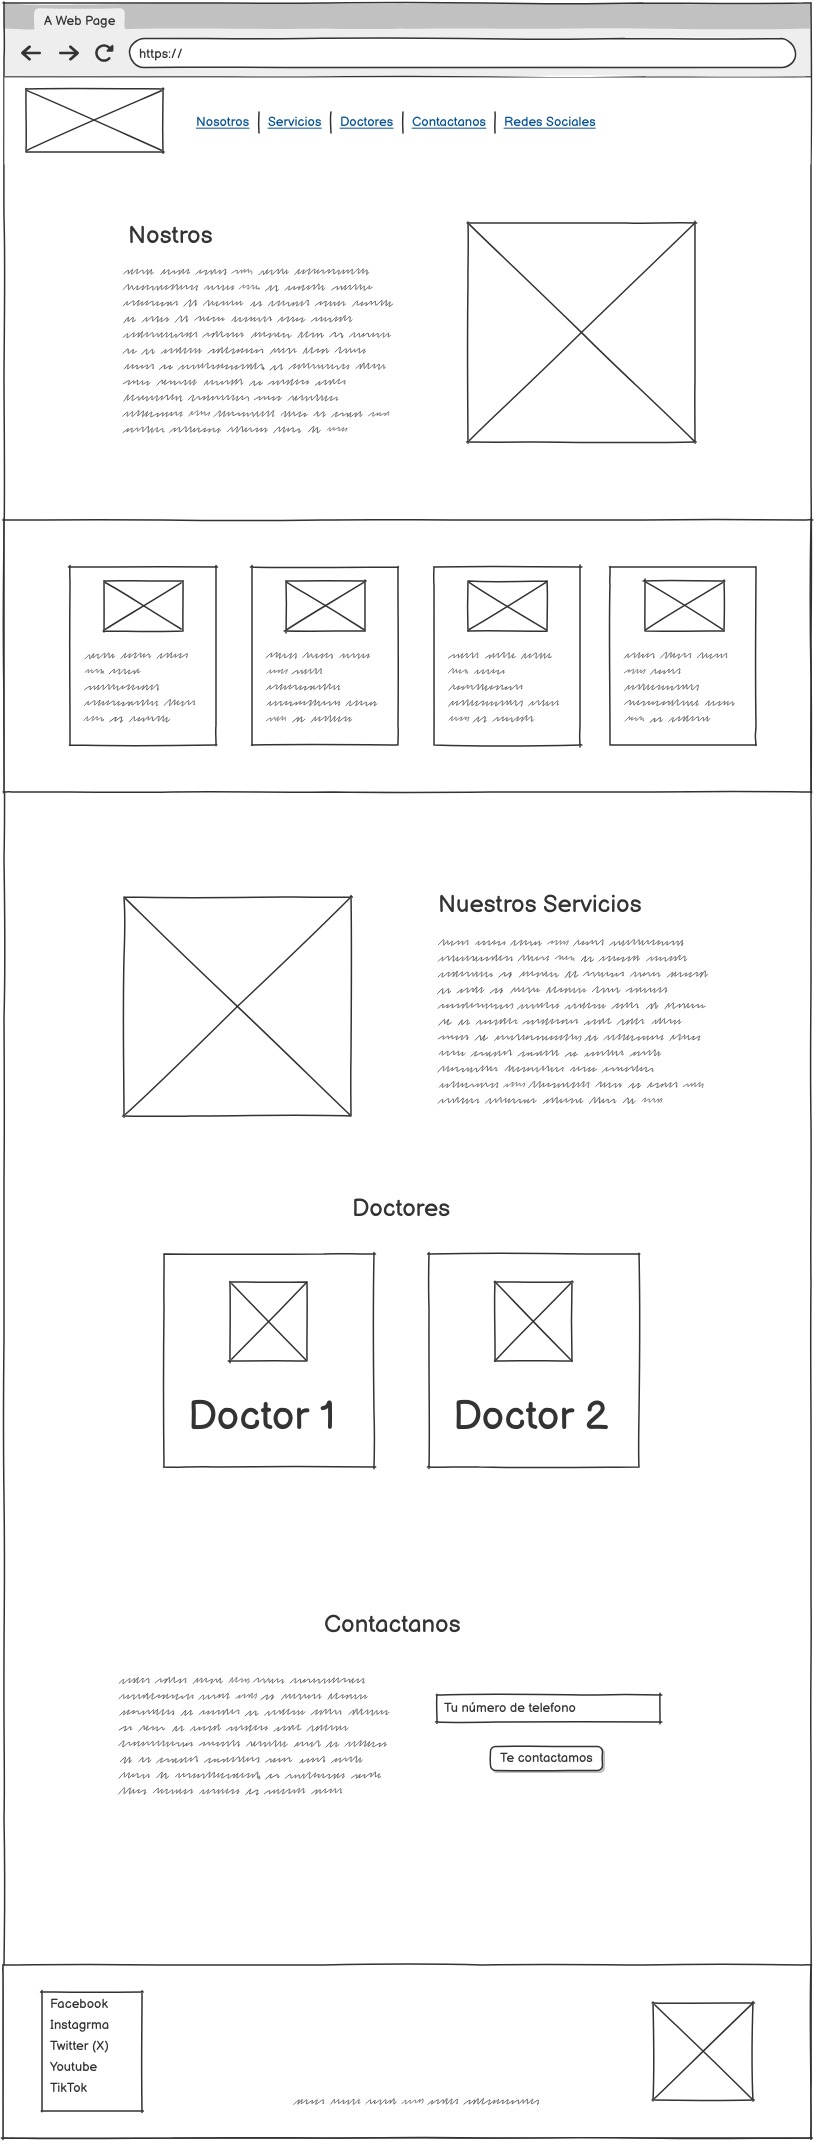 A Web Page
https://
Nosotros Servicios Doctores Contactanos Redes Sociales
Nostros
Nuestros Servicios
Doctores
Doctor 1
Doctor 2
Contactanos
Tu número de telefono
Te contactamos
Facebook
Instagrma
Twitter (X)
Youtube
TikTok